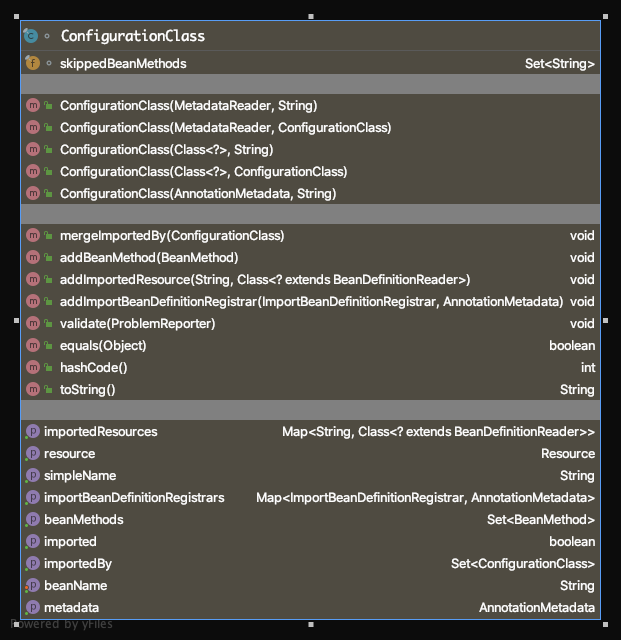 ConfigurationClass
skippedBeanMethods Set<String>
ConfigurationClass(MetadataReader, String)
ConfigurationClass(MetadataReader, ConfigurationClass)
ConfigurationClass(Class<?>, String)
ConfigurationClass(Class<?>, ConfigurationClass)
ConfigurationClass(AnnotationMetadata, String)
mergeImportedBy(ConfigurationClass) void
addBeanMethod(BeanMethod) void
addImportedResource(String, Class<? extends BeanDefinitionReader>) void
addImportBeanDefinitionRegistrar(ImportBeanDefinitionRegistrar, AnnotationMetadata) void
validate(ProblemReporter) void
equals(Object) boolean
hashCode() int
toString() String
importedResources Map<String, Class<? extends BeanDefinitionReader>>
resource Resource
simpleName String
importBeanDefinitionRegistrars Map<ImportBeanDefinitionRegistrar, AnnotationMetadata>
beanMethods Set<BeanMethod>
imported boolean
importedBy Set<ConfigurationClass>
beanName String
metadata AnnotationMetadata
Powered by yFiles